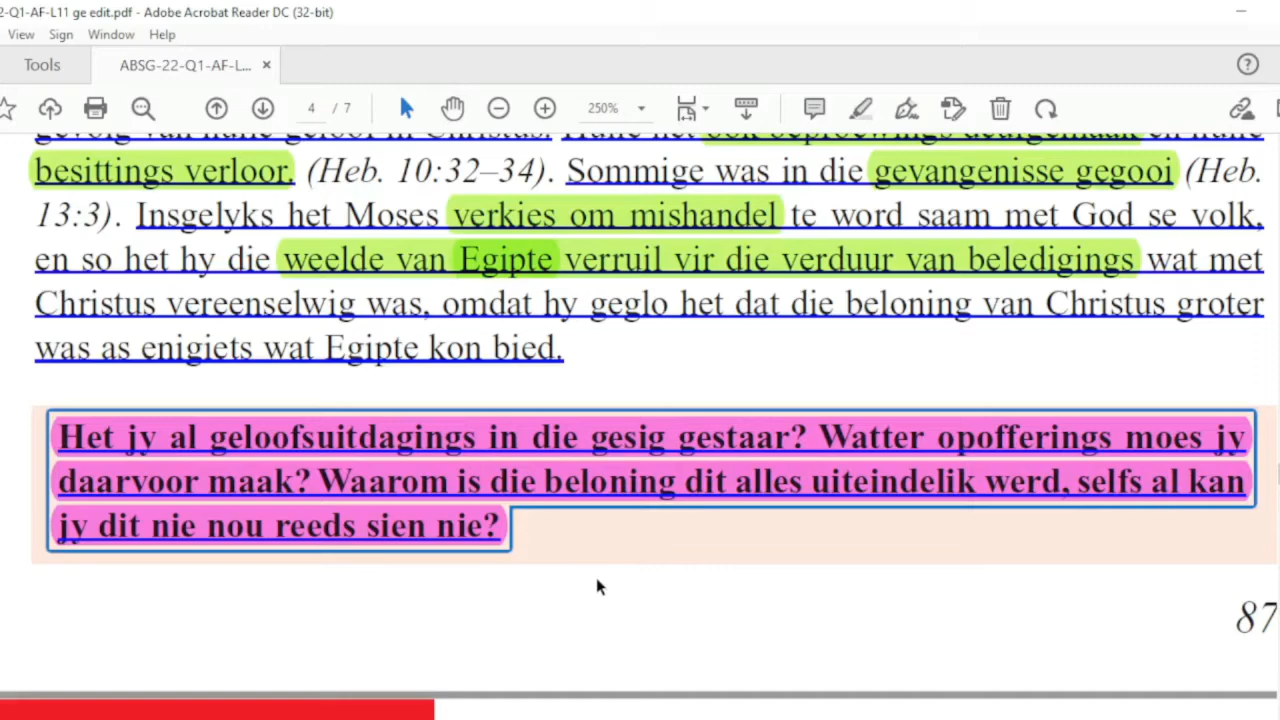 2-Q1-AF-L11 ge edit.pdf - Adobe Acrobat Reader DC (32-bit)
View Sign Window Help
Tools ABSG-22-Q1-AF-L... ×
4 / 7 250%
besittings verloor. (Heb. 10:32–34). Sommige was in die gevangenisse gegooi (Heb.
13:3). Insgelyks het Moses verkies om mishandel te word saam met God se volk,
en so het hy die weelde van Egipte verruil vir die verduur van beledigings wat met
Christus vereenselwig was, omdat hy geglo het dat die beloning van Christus groter
was as enigiets wat Egipte kon bied.
Het jy al geloofsuitdagings in die gesig gestaar? Watter opofferings moes jy
daarvoor maak? Waarom is die beloning dit alles uiteindelik werd, selfs al kan
jy dit nie nou reeds sien nie?
87